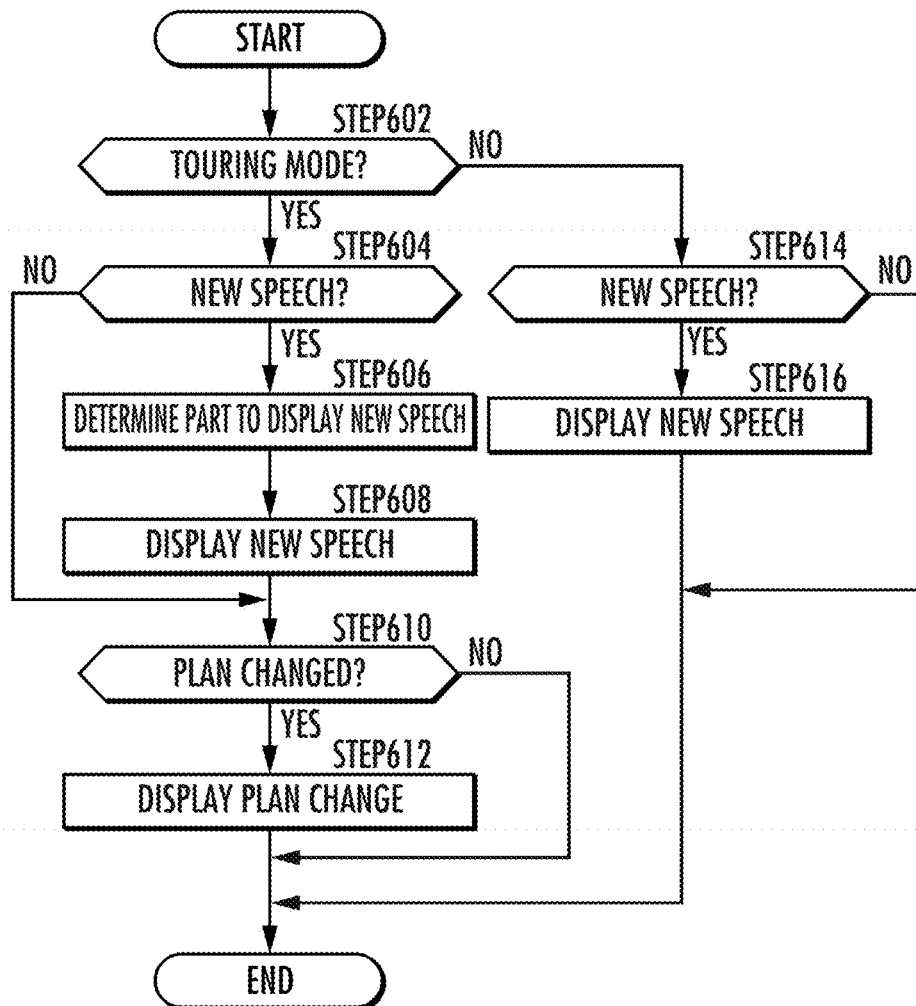 START
STEP602
TOURING MODE?
NO
YES
STEP604
NO
NEW SPEECH?
YES
STEP606
DETERMINE PART TO DISPLAY NEW SPEECH
STEP608
DISPLAY NEW SPEECH
STEP610
PLAN CHANGED?
NO
YES
STEP612
DISPLAY PLAN CHANGE
STEP614
NEW SPEECH?
NO
YES
STEP616
DISPLAY NEW SPEECH
END